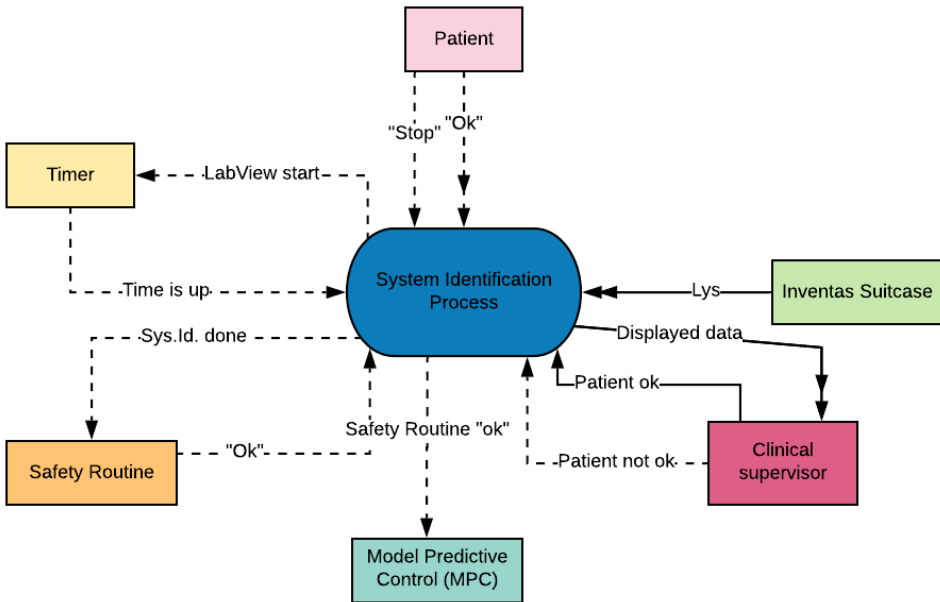 Patient
"Stop"
"Ok"
Timer
LabView start
System Identification
Process
Time is up
Lys
Inventas Suitcase
Sys.Id. done
Displayed data
Patient ok
Safety Routine
"Ok"
Safety Routine "ok"
Patient not ok
Clinical
supervisor
Model Predictive
Control (MPC)